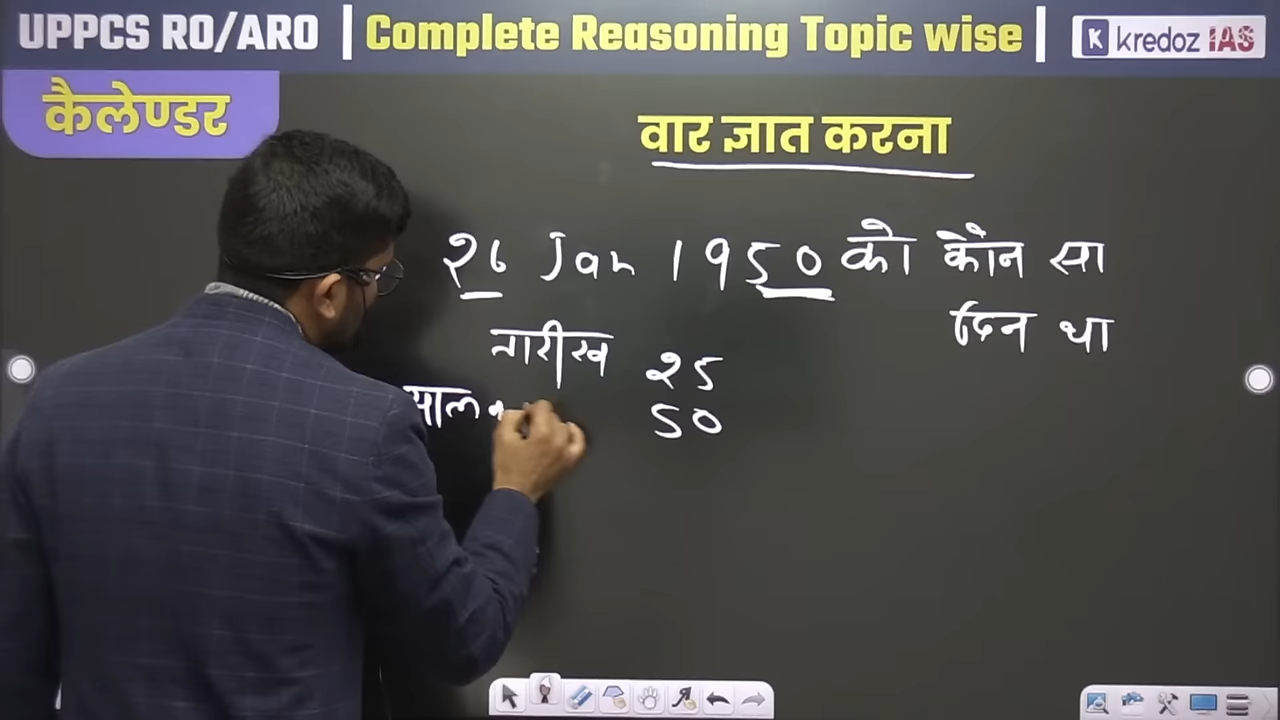 UPPCS RO/ARO | Complete Reasoning Topic wise | K kredoz IAS
कैलेण्डर
वार ज्ञात करना
26 Jan 1950 को कौन सा
दिन था
तारीख 25
साल 50